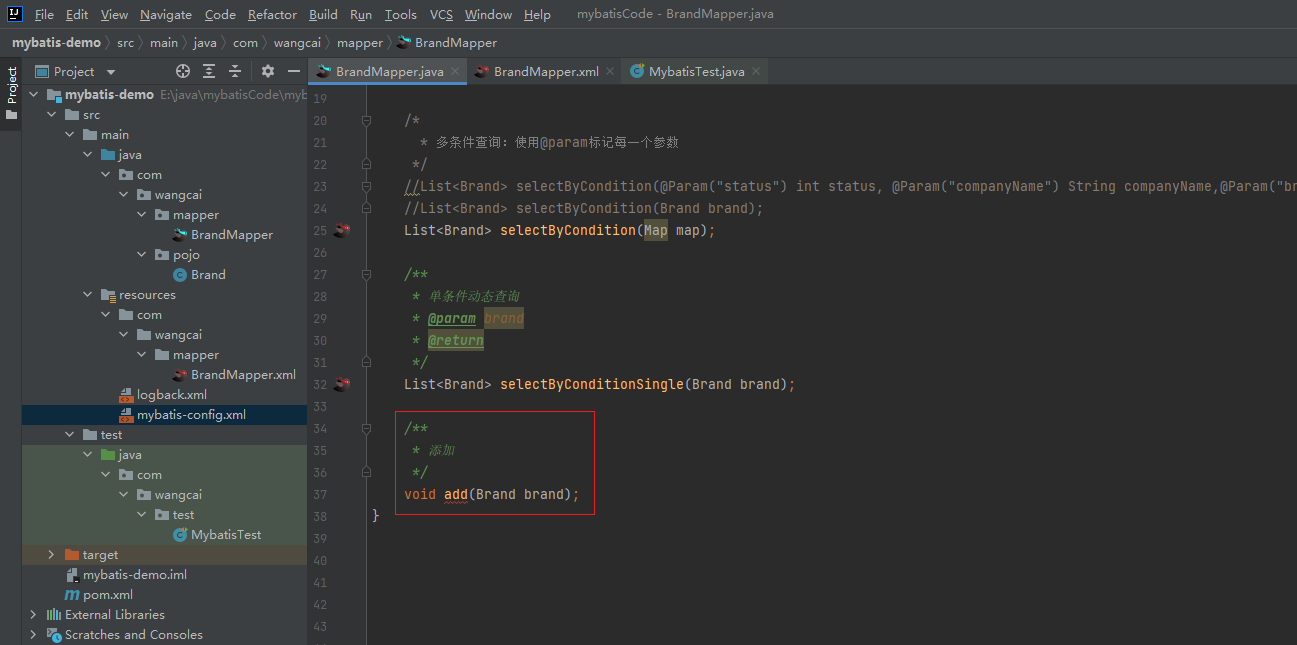 File Edit View Navigate Code Refactor Build Run Tools VCS Window Help mybatisCode - BrandMapper.java
mybatis-demo src main java com wangcai mapper BrandMapper
Project
Project
BrandMapper.java BrandMapper.xml MybatisTest.java
mybatis-demo E:\java\mybatisCode\myb
src
main
java
com
wangcai
mapper
BrandMapper
pojo
Brand
resources
com
wangcai
mapper
BrandMapper.xml
logback.xml
mybatis-config.xml
test
java
com
wangcai
test
MybatisTest
target
mybatis-demo.iml
pom.xml
External Libraries
Scratches and Consoles
19
20 /*
21 * 多条件查询：使用@param标记每一个参数
22 */
23 //List<Brand> selectByCondition(@Param("status") int status, @Param("companyName") String companyName,@Param("br
24 //List<Brand> selectByCondition(Brand brand);
25 List<Brand> selectByCondition(Map map);
26
27 /**
28 * 单条件动态查询
29 * @param brand
30 * @return
31 */
32 List<Brand> selectByConditionSingle(Brand brand);
33
34 /**
35 * 添加
36 */
37 void add(Brand brand);
38 }
39
40
41
42
43